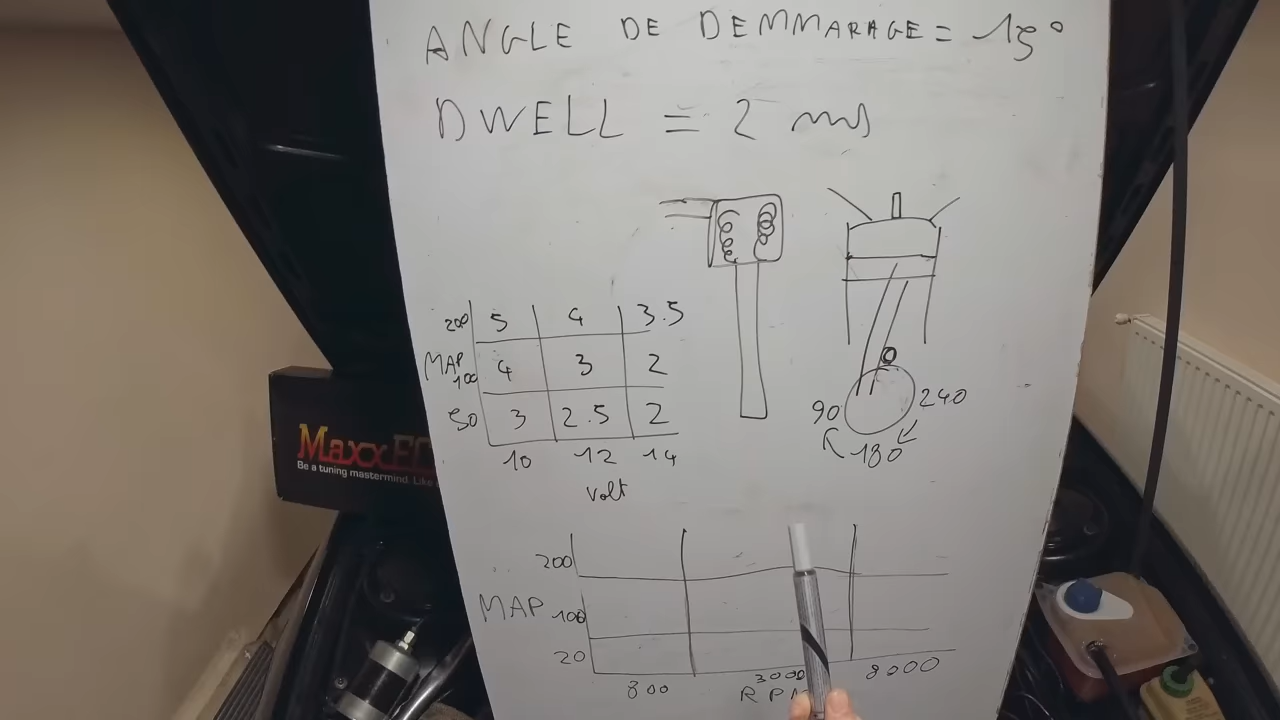 ANGLE DE DEMMARAGE = 15°
DWELL = 2 ms
200 5 4 3.5
MAP 100 4 3 2
50 3 2.5 2
10 12 14
Volt
90 240
180
MaxxE
Be a tuning mastermind. Like
200
MAP 100
20
800 3000 8000
RPM